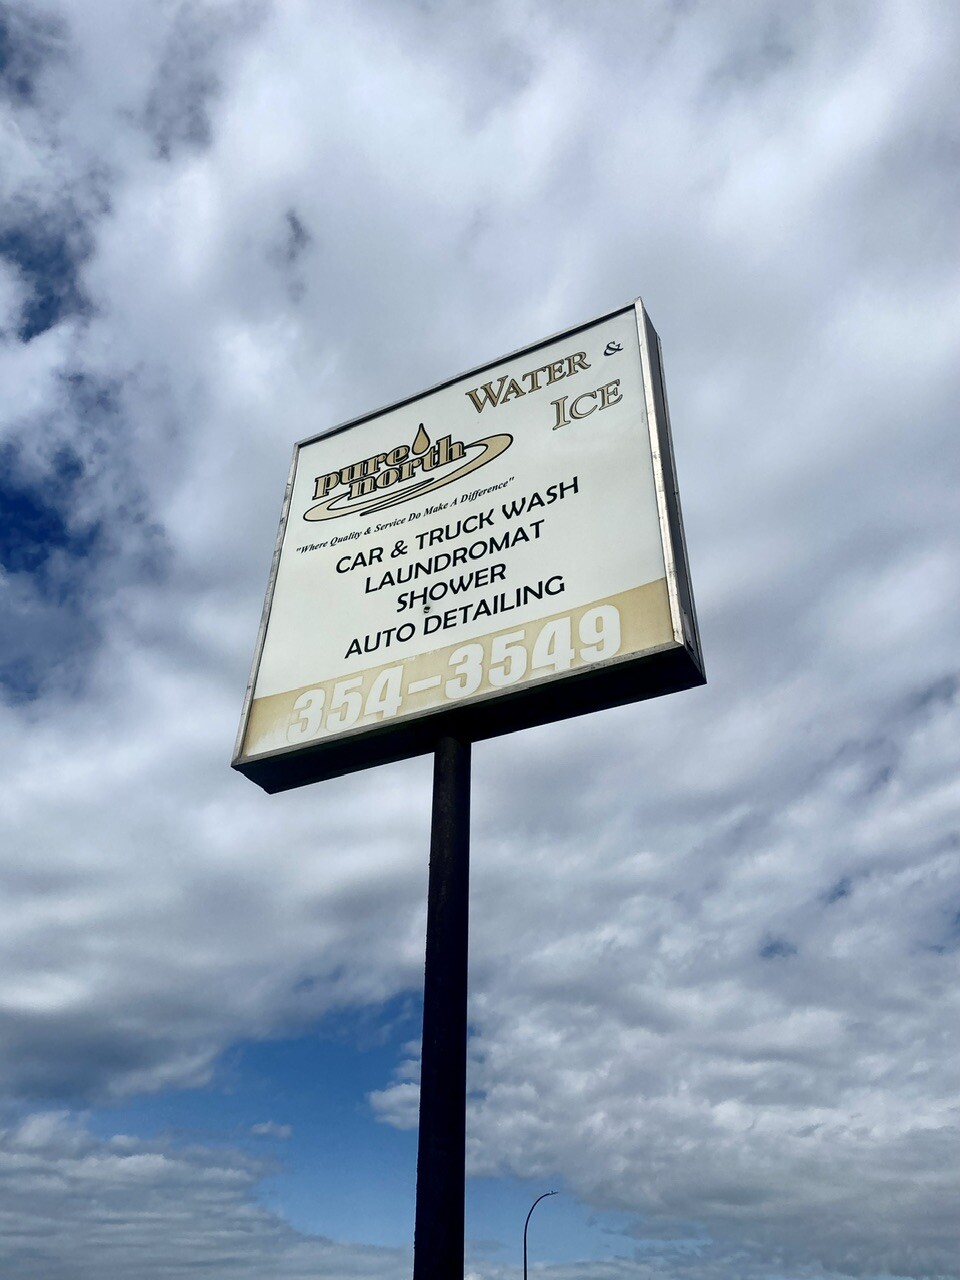 WATER &
ICE
pure
north
"Where Quality & Service Do Make A Difference"
CAR & TRUCK WASH
LAUNDROMAT
SHOWER
AUTO DETAILING
354-3549